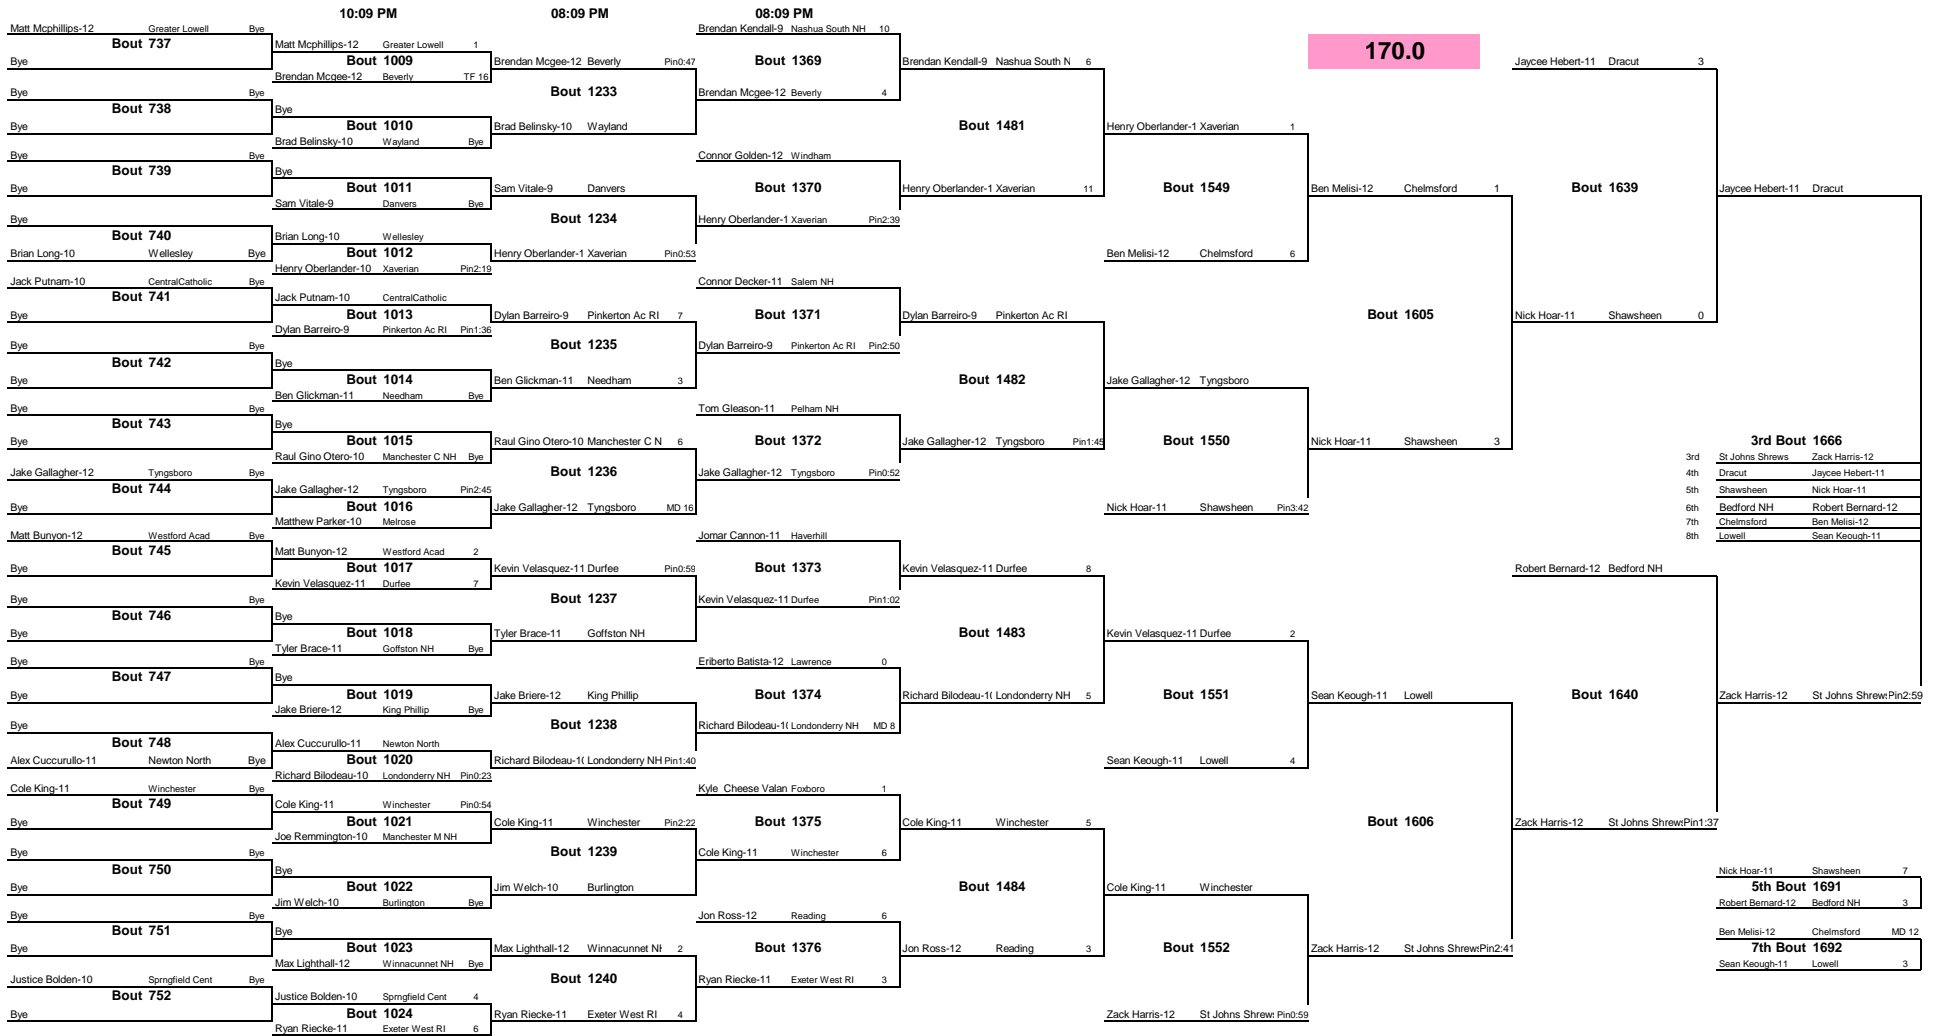 10:09 PM 08:09 PM 08:09 PM
170.0
Matt Mcphillips-12 Greater Lowell Bye
Bout 737
Bye
Bye
Bout 738
Bye
Bye
Bout 739
Bye
Bye
Bout 740
Brian Long-10 Wellesley Bye
Jack Putnam-10 CentralCatholic Bye
Bout 741
Bye
Bye
Bout 742
Bye
Bye
Bout 743
Bye
Jake Gallagher-12 Tyngsboro Bye
Bout 744
Bye
Matt Bunyon-12 Westford Acad Bye
Bout 745
Bye
Bye
Bout 746
Bye
Bye
Bout 747
Bye
Bye
Bout 748
Alex Cuccurullo-11 Newton North Bye
Cole King-11 Winchester Bye
Bout 749
Bye
Bye
Bout 750
Bye
Bye
Bout 751
Bye
Justice Bolden-10 Sprngfield Cent Bye
Bout 752
Bye
Matt Mcphillips-12 Greater Lowell 1
Bout 1009
Brendan Mcgee-12 Beverly TF 16
Bye
Bout 1010
Brad Belinsky-10 Wayland Bye
Bye
Bout 1011
Sam Vitale-9 Danvers Bye
Brian Long-10 Wellesley
Bout 1012
Henry Oberlander-10 Xaverian Pin2:19
Jack Putnam-10 CentralCatholic
Bout 1013
Dylan Barreiro-9 Pinkerton Ac RI Pin1:36
Bye
Bout 1014
Ben Glickman-11 Needham Bye
Bye
Bout 1015
Raul Gino Otero-10 Manchester C NH Bye
Jake Gallagher-12 Tyngsboro Pin2:45
Bout 1016
Matthew Parker-10 Melrose
Matt Bunyon-12 Westford Acad 2
Bout 1017
Kevin Velasquez-11 Durfee 7
Bye
Bout 1018
Tyler Brace-11 Goffston NH Bye
Bye
Bout 1019
Jake Briere-12 King Phillip Bye
Alex Cuccurullo-11 Newton North
Bout 1020
Richard Bilodeau-10 Londonderry NH Pin0:23
Cole King-11 Winchester Pin0:54
Bout 1021
Joe Remmington-10 Manchester M NH
Bye
Bout 1022
Jim Welch-10 Burlington Bye
Bye
Bout 1023
Max Lighthall-12 Winnacunnet NH Bye
Justice Bolden-10 Sprngfield Cent 4
Bout 1024
Ryan Riecke-11 Exeter West RI 6
Brendan Mcgee-12 Beverly Pin0:47
Bout 1233
Brad Belinsky-10 Wayland
Sam Vitale-9 Danvers
Bout 1234
Henry Oberlander-1 Xaverian Pin0:53
Dylan Barreiro-9 Pinkerton Ac RI 7
Bout 1235
Ben Glickman-11 Needham 3
Raul Gino Otero-10 Manchester C N 6
Bout 1236
Jake Gallagher-12 Tyngsboro MD 16
Kevin Velasquez-11 Durfee Pin0:59
Bout 1237
Tyler Brace-11 Goffston NH
Jake Briere-12 King Phillip
Bout 1238
Richard Bilodeau-1( Londonderry NH Pin1:40
Cole King-11 Winchester Pin2:22
Bout 1239
Jim Welch-10 Burlington
Max Lighthall-12 Winnacunnet NH 2
Bout 1240
Ryan Riecke-11 Exeter West RI 4
Brendan Kendall-9 Nashua South NH 10
Bout 1369
Brendan Mcgee-12 Beverly 4
Connor Golden-12 Windham
Bout 1370
Henry Oberlander-1 Xaverian Pin2:39
Connor Decker-11 Salem NH
Bout 1371
Dylan Barreiro-9 Pinkerton Ac RI Pin2:50
Tom Gleason-11 Pelham NH
Bout 1372
Jake Gallagher-12 Tyngsboro Pin0:52
Jomar Cannon-11 Haverhill
Bout 1373
Kevin Velasquez-11 Durfee Pin1:02
Eriberto Batista-12 Lawrence 0
Bout 1374
Richard Bilodeau-1( Londonderry NH MD 8
Kyle Cheese Valan Foxboro 1
Bout 1375
Cole King-11 Winchester 6
Jon Ross-12 Reading 6
Bout 1376
Ryan Riecke-11 Exeter West RI 3
Brendan Kendall-9 Nashua South N 6
Bout 1481
Henry Oberlander-1 Xaverian 11
Dylan Barreiro-9 Pinkerton Ac RI
Bout 1482
Jake Gallagher-12 Tyngsboro Pin1:45
Kevin Velasquez-11 Durfee 8
Bout 1483
Richard Bilodeau-1( Londonderry NH 5
Cole King-11 Winchester 5
Bout 1484
Jon Ross-12 Reading 3
Henry Oberlander-1 Xaverian 1
Bout 1549
Ben Melisi-12 Chelmsford 6
Jake Gallagher-12 Tyngsboro
Bout 1550
Nick Hoar-11 Shawsheen Pin3:42
Kevin Velasquez-11 Durfee 2
Bout 1551
Sean Keough-11 Lowell 4
Cole King-11 Winchester
Bout 1552
Zack Harris-12 St Johns Shrew: Pin0:59
Ben Melisi-12 Chelmsford 1
Bout 1605
Nick Hoar-11 Shawsheen 3
Sean Keough-11 Lowell
Bout 1606
Zack Harris-12 St Johns Shrew:Pin2:41
Jaycee Hebert-11 Dracut 3
Bout 1639
Nick Hoar-11 Shawsheen 0
Robert Bernard-12 Bedford NH
Bout 1640
Zack Harris-12 St Johns Shrew:Pin1:37
Jaycee Hebert-11 Dracut
3rd Bout 1666
3rd St Johns Shrews Zack Harris-12
4th Dracut Jaycee Hebert-11
5th Shawsheen Nick Hoar-11
6th Bedford NH Robert Bernard-12
7th Chelmsford Ben Melisi-12
8th Lowell Sean Keough-11
Zack Harris-12 St Johns Shrew:Pin2:59
Nick Hoar-11 Shawsheen 7
5th Bout 1691
Robert Bernard-12 Bedford NH 3
Ben Melisi-12 Chelmsford MD 12
7th Bout 1692
Sean Keough-11 Lowell 3